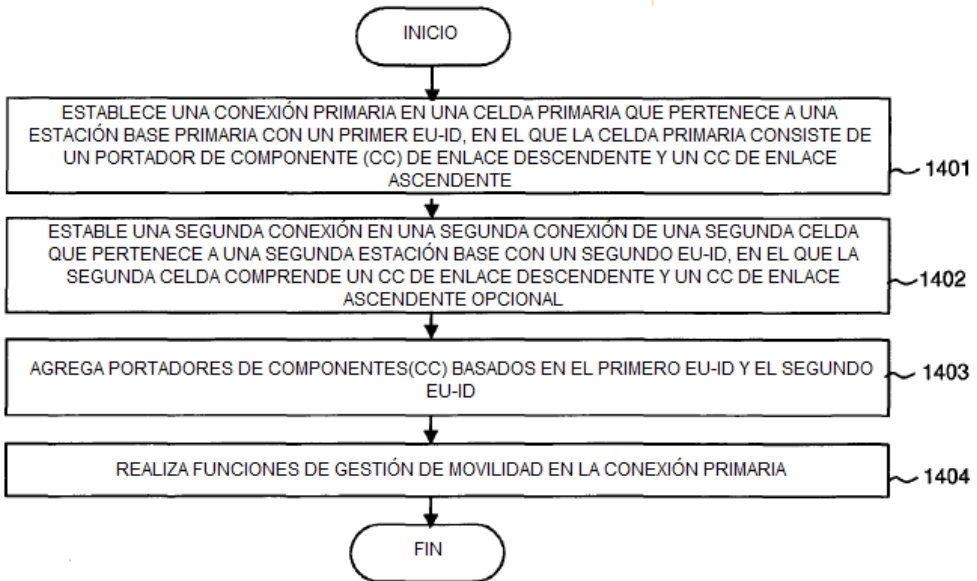 INICIO
ESTABLECE UNA CONEXIÓN PRIMARIA EN UNA CELDA PRIMARIA QUE PERTENECE A UNA
ESTACIÓN BASE PRIMARIA CON UN PRIMER EU-ID, EN EL QUE LA CELDA PRIMARIA CONSISTE DE
UN PORTADOR DE COMPONENTE (CC) DE ENLACE DESCENDENTE Y UN CC DE ENLACE
ASCENDENTE
1401
ESTABLE UNA SEGUNDA CONEXIÓN EN UNA SEGUNDA CONEXIÓN DE UNA SEGUNDA CELDA
QUE PERTENECE A UNA SEGUNDA ESTACIÓN BASE CON UN SEGUNDO EU-ID, EN EL QUE LA
SEGUNDA CELDA COMPRENDE UN CC DE ENLACE DESCENDENTE Y UN CC DE ENLACE
ASCENDENTE OPCIONAL
1402
AGREGA PORTADORES DE COMPONENTES(CC) BASADOS EN EL PRIMERO EU-ID Y EL SEGUNDO
EU-ID
1403
REALIZA FUNCIONES DE GESTIÓN DE MOVILIDAD EN LA CONEXIÓN PRIMARIA
1404
FIN